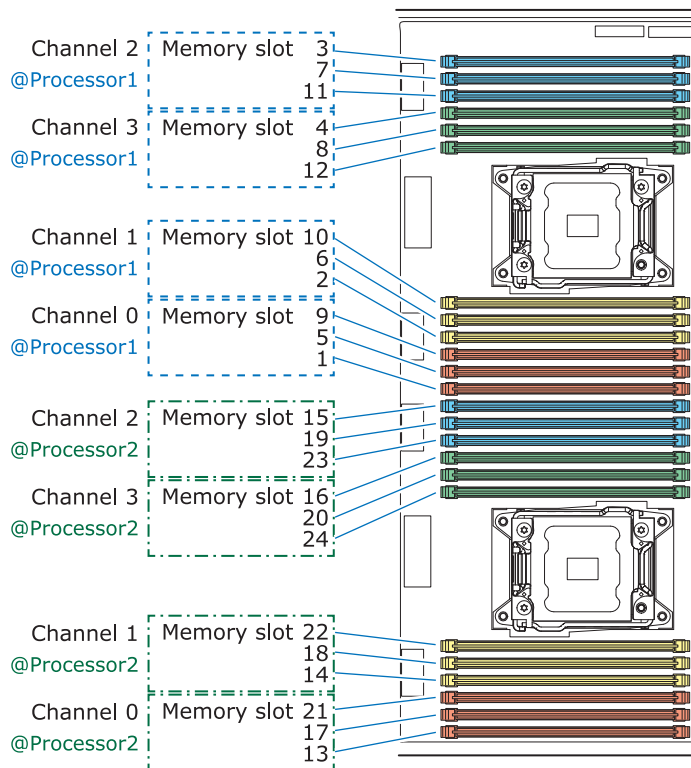 Channel 2 Memory slot 3
@Processor1 7
11
Channel 3 Memory slot 4
@Processor1 8
12
Channel 1 Memory slot 10
@Processor1 6
2
Channel 0 Memory slot 9
@Processor1 5
1
Channel 2 Memory slot 15
@Processor2 19
23
Channel 3 Memory slot 16
@Processor2 20
24
Channel 1 Memory slot 22
@Processor2 18
14
Channel 0 Memory slot 21
@Processor2 17
13